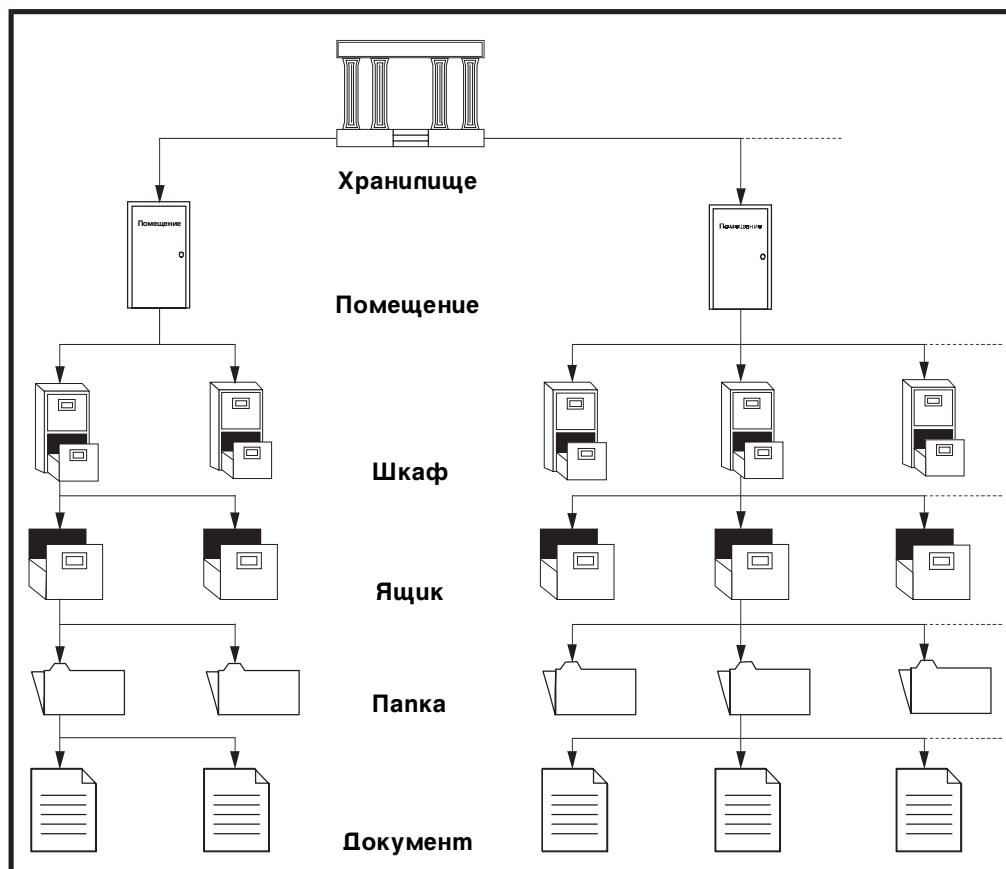 Хранилище
Помещение
Помещение
Помещение
Шкаф
Ящик
Папка
Документ